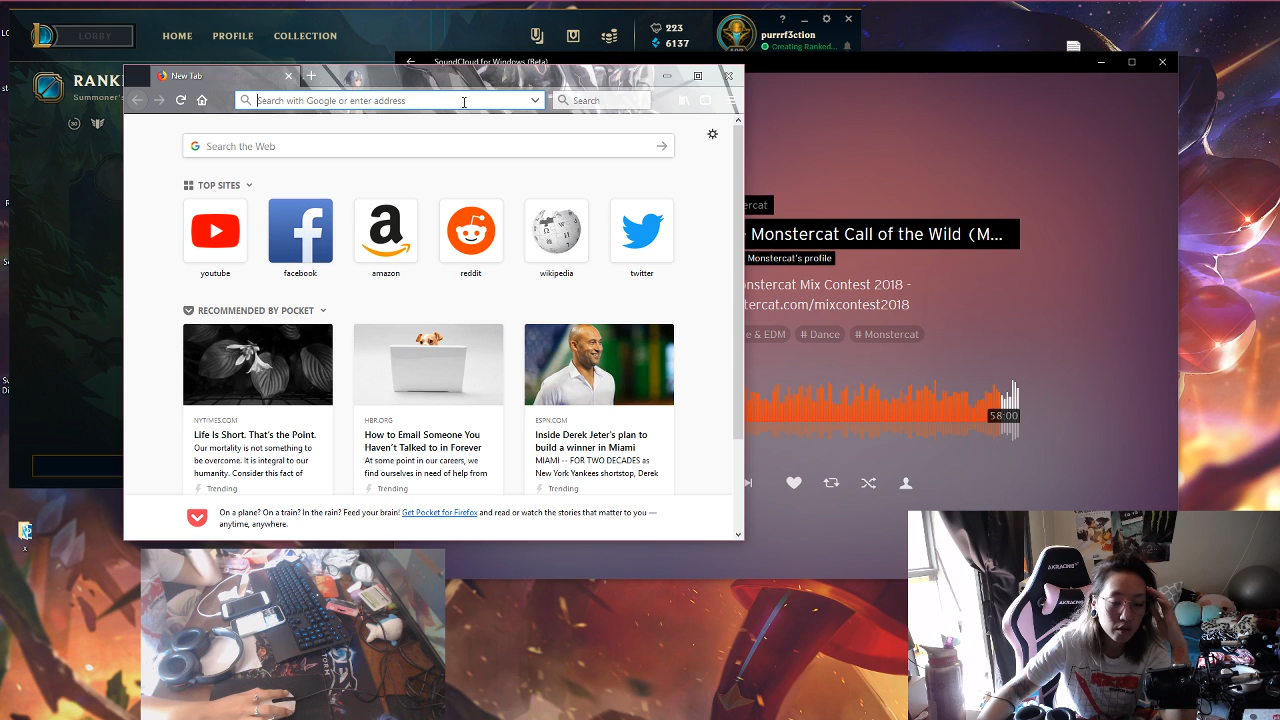 LOBBY
HOME
PROFILE
COLLECTION
223
6137
?
purrrf3ction
Creating Ranked...
RANK
Summoner's
30
SoundCloud for Windows (Beta)
New Tab
Search with Google or enter address
Search
Search the Web
TOP SITES
youtube
facebook
amazon
reddit
wikipedia
twitter
RECOMMENDED BY POCKET
NYTIMES.COM
Life Is Short. That's the Point.
Our mortality is not something to
be overcome. It is integral to our
humanity. Consider this fact of
Trending
HBR.ORG
How to Email Someone You
Haven't Talked to in Forever
At some point in our careers, we
find ourselves in need of help from
Trending
ESPN.COM
Inside Derek Jeter's plan to
build a winner in Miami
MIAMI -- FOR TWO DECADES as
New York Yankees shortstop, Derek
Trending
On a plane? On a train? In the rain? Feed your brain! Get Pocket for Firefox and read or watch the stories that matter to you —
anytime, anywhere.
ercat
Monstercat Call of the Wild (M...
Monstercat's profile
onstercat Mix Contest 2018 -
tercat.com/mixcontest2018
e & EDM
# Dance
# Monstercat
58:00
x
AKRACING
AKRACING